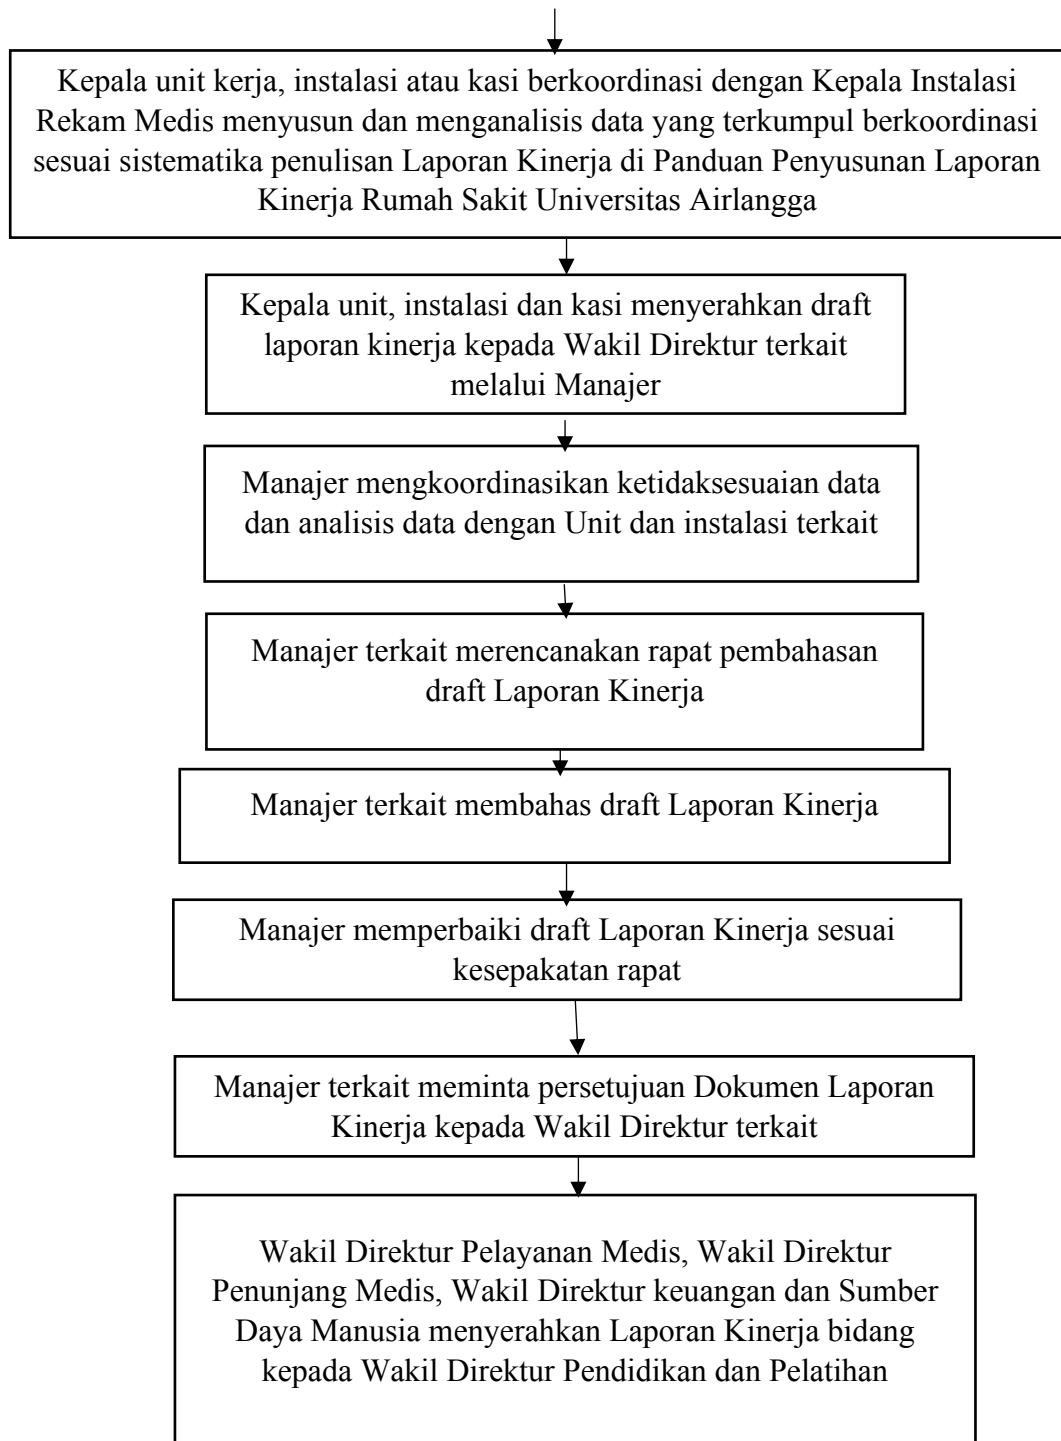 Kepala unit kerja, instalasi atau kasi berkoordinasi dengan Kepala Instalasi
Rekam Medis menyusun dan menganalisis data yang terkumpul berkoordinasi
sesuai sistematika penulisan Laporan Kinerja di Panduan Penyusunan Laporan
Kinerja Rumah Sakit Universitas Airlangga
Kepala unit, instalasi dan kasi menyerahkan draft
laporan kinerja kepada Wakil Direktur terkait
melalui Manajer
Manajer mengkoordinasikan ketidaksesuaian data
dan analisis data dengan Unit dan instalasi terkait
Manajer terkait merencanakan rapat pembahasan
draft Laporan Kinerja
Manajer terkait membahas draft Laporan Kinerja
Manajer memperbaiki draft Laporan Kinerja sesuai
kesepakatan rapat
Manajer terkait meminta persetujuan Dokumen Laporan
Kinerja kepada Wakil Direktur terkait
Wakil Direktur Pelayanan Medis, Wakil Direktur
Penunjang Medis, Wakil Direktur keuangan dan Sumber
Daya Manusia menyerahkan Laporan Kinerja bidang
kepada Wakil Direktur Pendidikan dan Pelatihan